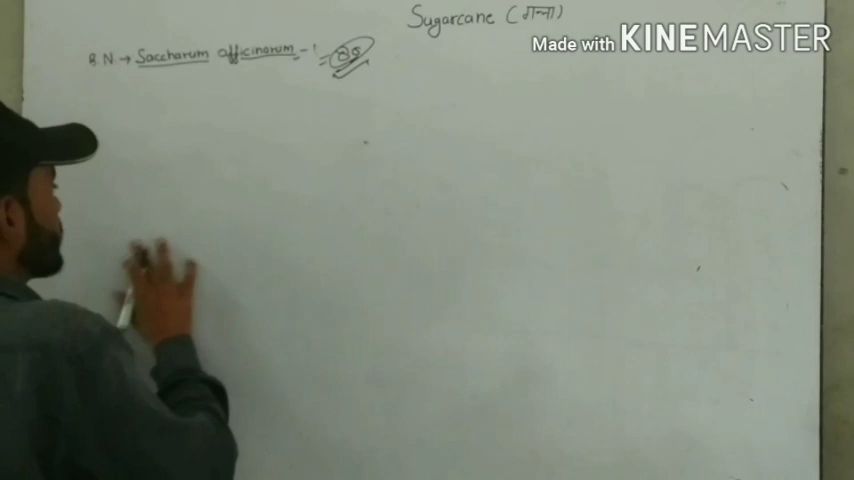 Sugarcane (गन्ना)
Made with KINEMASTER
B.N → Saccharum officinarum -